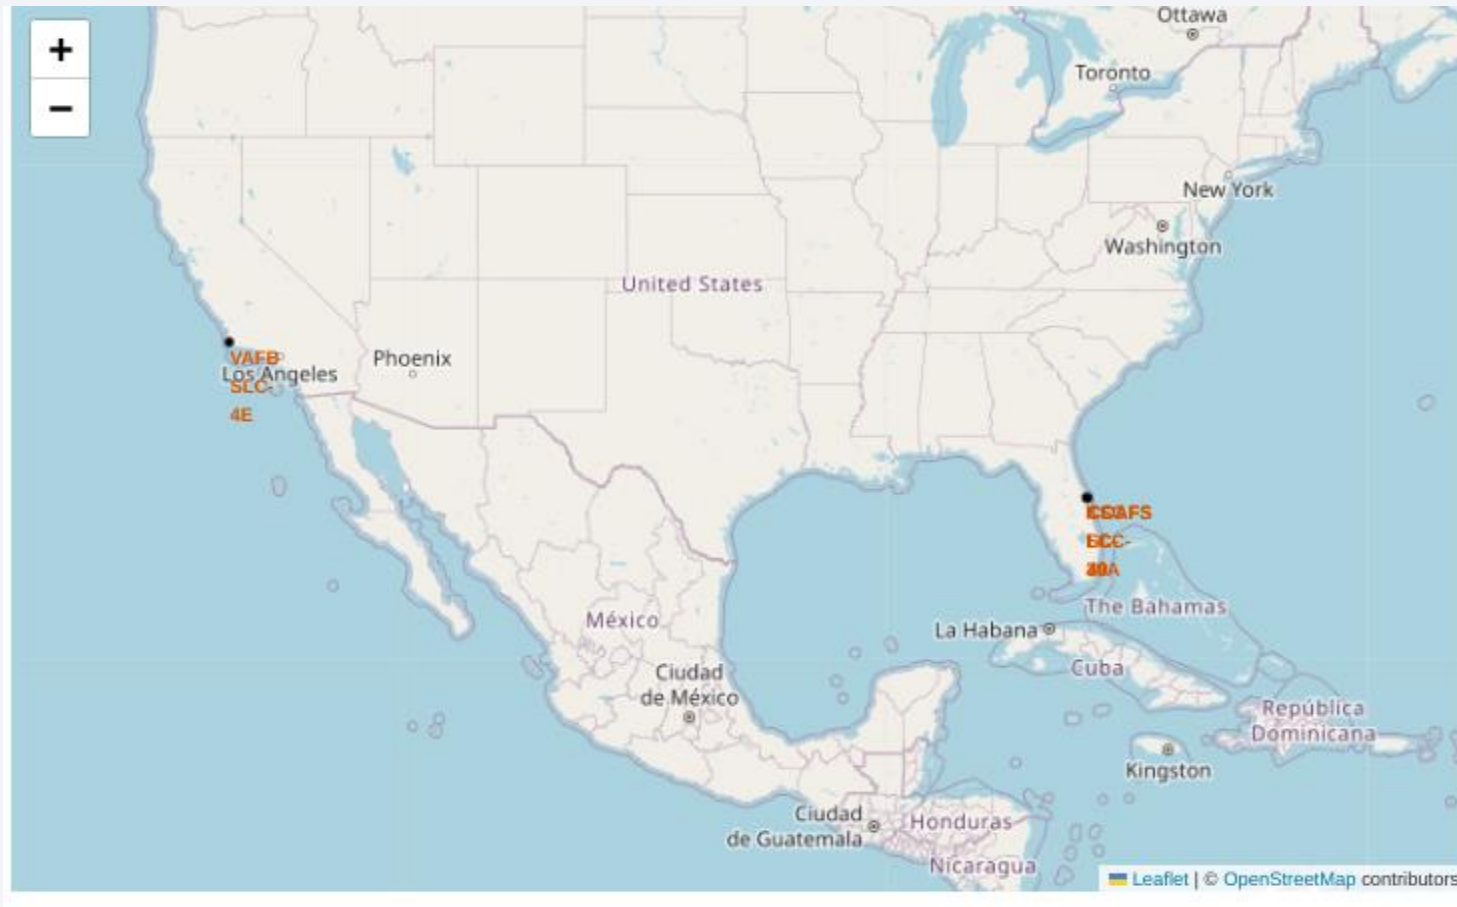 +
−
Ottawa
Toronto
New York
Washington
United States
VAFB
Los Angeles
SLC-
4E
Phoenix
The Bahamas
La Habana
México
Cuba
Ciudad
de México
República
Dominicana
Kingston
Ciudad
de Guatemala
Honduras
Nicaragua
Leaflet | © OpenStreetMap contributors